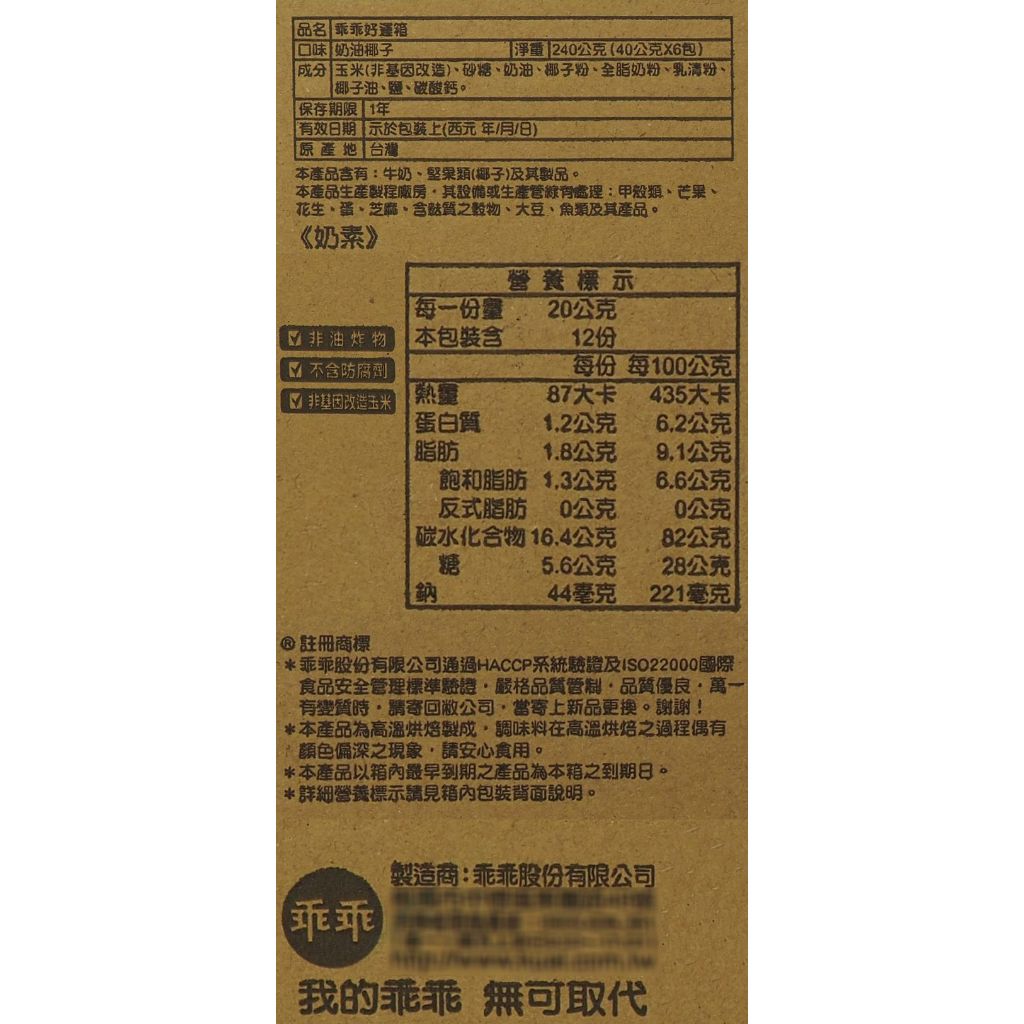 品名 乖乖好運箱
口味 奶油椰子 淨重 240公克(40公克X6包)
成分 玉米(非基因改造)、砂糖、奶油、椰子粉、全脂奶粉、乳清粉、
椰子油、鹽、碳酸鈣。
保存期限 1年
有效日期 示於包裝上(西元 年/月/日)
原產地 台灣
本產品含有：牛奶、堅果類(椰子)及其製品。
本產品生產製程廠房，其設備或生產管線有處理：甲殼類、芒果、
花生、蛋、芝麻、含麩質之穀物、大豆、魚類及其產品。
《奶素》
營養標示
每一份量 20公克
本包裝含 12份
每份 每100公克
熱量 87大卡 435大卡
蛋白質 1.2公克 6.2公克
脂肪 1.8公克 9.1公克
飽和脂肪 1.3公克 6.6公克
反式脂肪 0公克 0公克
碳水化合物 16.4公克 82公克
糖 5.6公克 28公克
鈉 44毫克 221毫克
非油炸物
不含防腐劑
非基因改造玉米
®註冊商標
＊乖乖股份有限公司通過HACCP系統驗證及ISO22000國際
食品安全管理標準驗證，嚴格品質管制，品質優良，萬一
有變質時，請寄回敝公司，當寄上新品更換。謝謝！
＊本產品為高溫烘焙製成，調味料在高溫烘焙之過程偶有
顏色偏深之現象，請安心食用。
＊本產品以箱內最早到期之產品為本箱之到期日。
＊詳細營養標示請見箱內包裝背面說明。
製造商：乖乖股份有限公司
乖乖
我的乖乖 無可取代